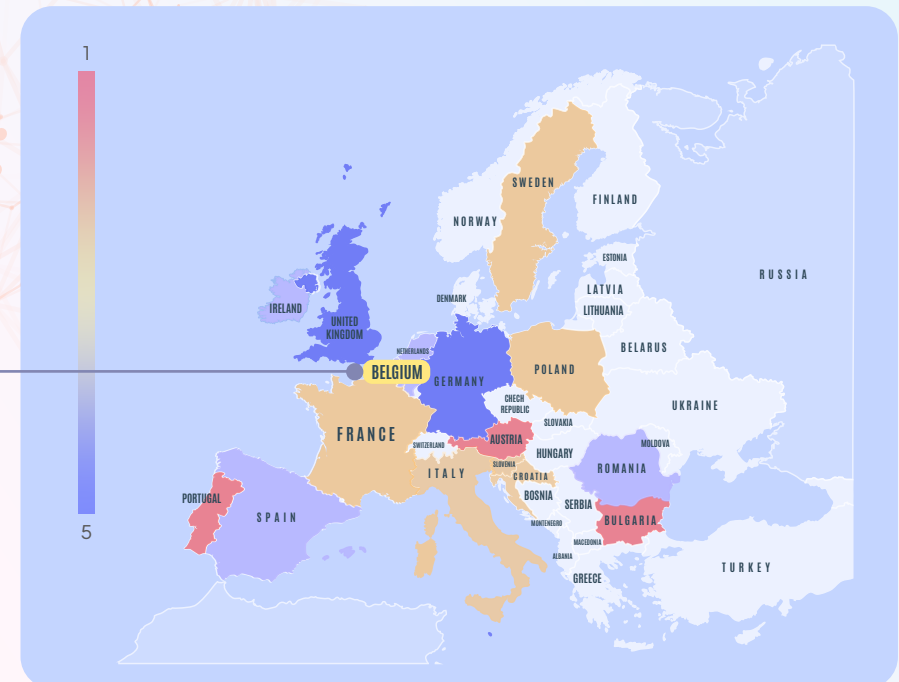 1
5
SWEDEN
FINLAND
NORWAY
RUSSIA
ESTONIA
LATVIA
LITHUANIA
DENMARK
IRELAND
UNITED
KINGDOM
BELARUS
NETHERLANDS
BELGIUM
GERMANY
POLAND
CZECH
REPUBLIC
UKRAINE
SLOVAKIA
FRANCE
SWITZERLAND
AUSTRIA
HUNGARY
MOLDOVA
SLOVENIA
ITALY
CROATIA
ROMANIA
PORTUGAL
SPAIN
BOSNIA
SERBIA
MONTENEGRO
BULGARIA
MACEDONIA
ALBANIA
GREECE
TURKEY